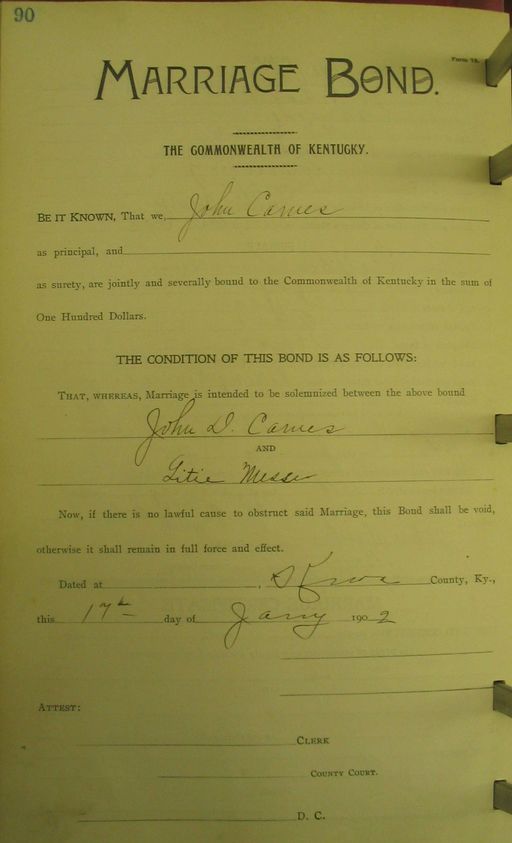 90
Form 78.
MARRIAGE BOND.
THE COMMONWEALTH OF KENTUCKY.
BE IT KNOWN, That we, John Carnes
as principal, and
as surety, are jointly and severally bound to the Commonwealth of Kentucky in the sum of
One Hundred Dollars.
THE CONDITION OF THIS BOND IS AS FOLLOWS:
THAT, WHEREAS, Marriage is intended to be solemnized between the above bound
John D. Carnes
AND
Litie Messer
Now, if there is no lawful cause to obstruct said Marriage, this Bond shall be void,
otherwise it shall remain in full force and effect.
Dated at , County, Ky.,
this 17th day of Jany 1902
ATTEST:
CLERK
COUNTY COURT.
D. C.